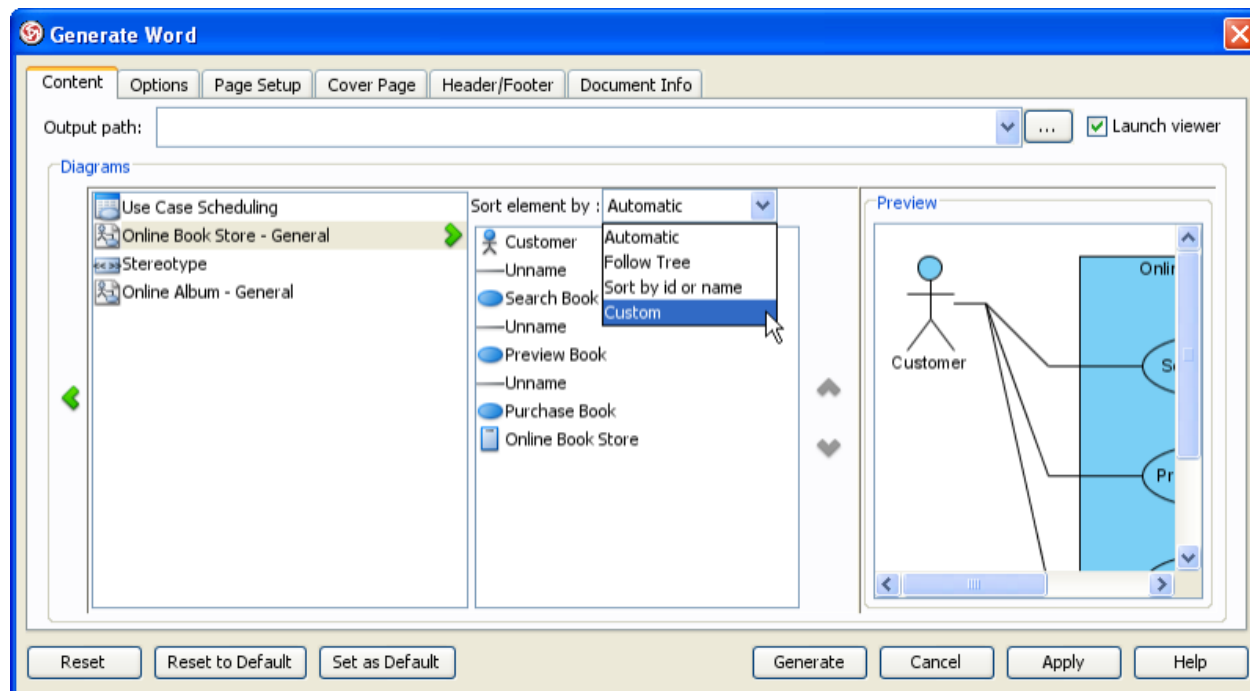 Generate Word
Content Options Page Setup Cover Page Header/Footer Document Info
Output path: ... Launch viewer
Diagrams
Use Case Scheduling
Online Book Store - General
Stereotype
Online Album - General
Sort element by : Automatic
Automatic
Follow Tree
Sort by id or name
Custom
Customer
Unname
Search Book
Unname
Preview Book
Unname
Purchase Book
Online Book Store
Preview
Onlin
Customer
Se
Pr
Reset Reset to Default Set as Default Generate Cancel Apply Help